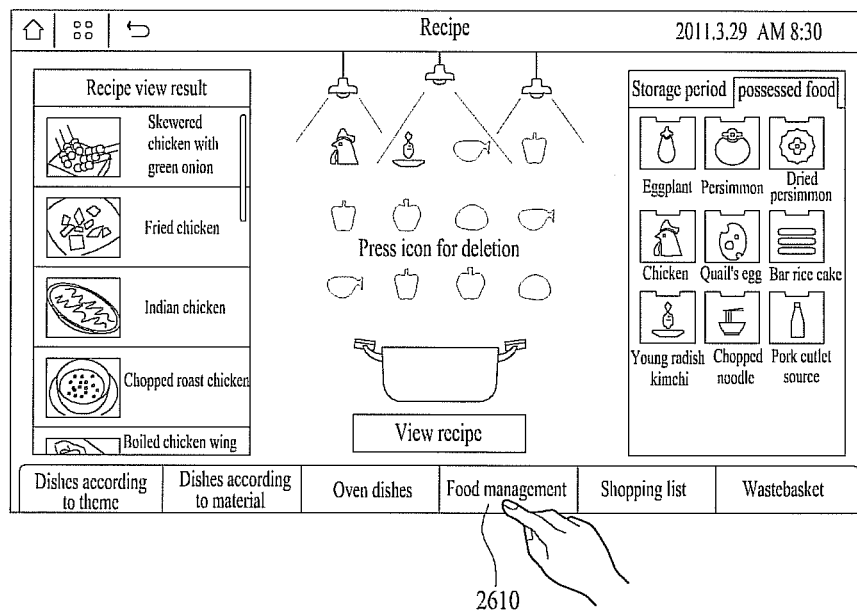 Recipe
2011.3.29 AM 8:30
Recipe view result
Skewered
chicken with
green onion
Fried chicken
Indian chicken
Chopped roast chicken
Boiled chicken wing
Press icon for deletion
View recipe
Storage period
possessed food
Eggplant
Persimmon
Dried
persimmon
Chicken
Quail's egg
Bar rice cake
Young radish
kimchi
Chopped
noodle
Pork cutlet
source
Dishes according
to theme
Dishes according
to material
Oven dishes
Food management
Shopping list
Wastebasket
2610